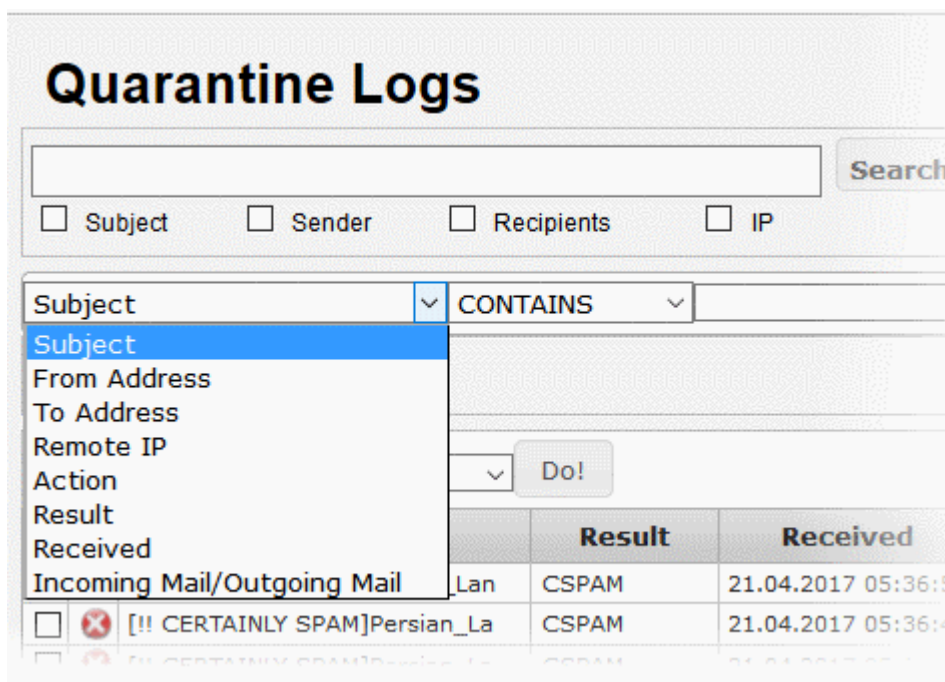 Quarantine Logs
Search
Subject Sender Recipients IP
Subject CONTAINS
Subject
From Address
To Address
Remote IP
Action
Do!
Result
Result Received
Received
Incoming Mail/Outgoing Mail
_Lan CSPAM 21.04.2017 05:36:
[!! CERTAINLY SPAM]Persian_La CSPAM 21.04.2017 05:36:4